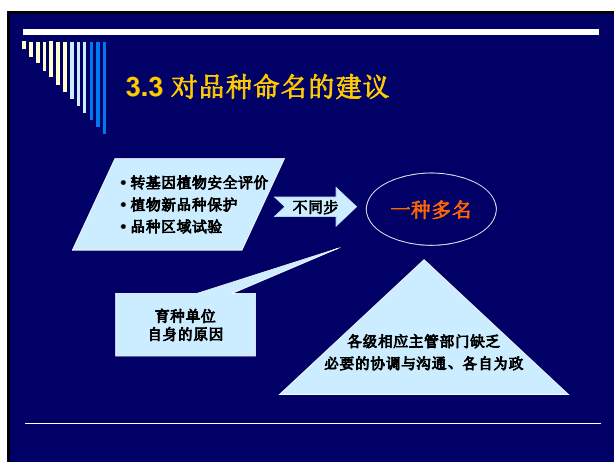 3.3 对品种命名的建议
• 转基因植物安全评价
• 植物新品种保护
• 品种区域试验
不同步
一种多名
育种单位
自身的原因
各级相应主管部门缺乏
必要的协调与沟通、各自为政